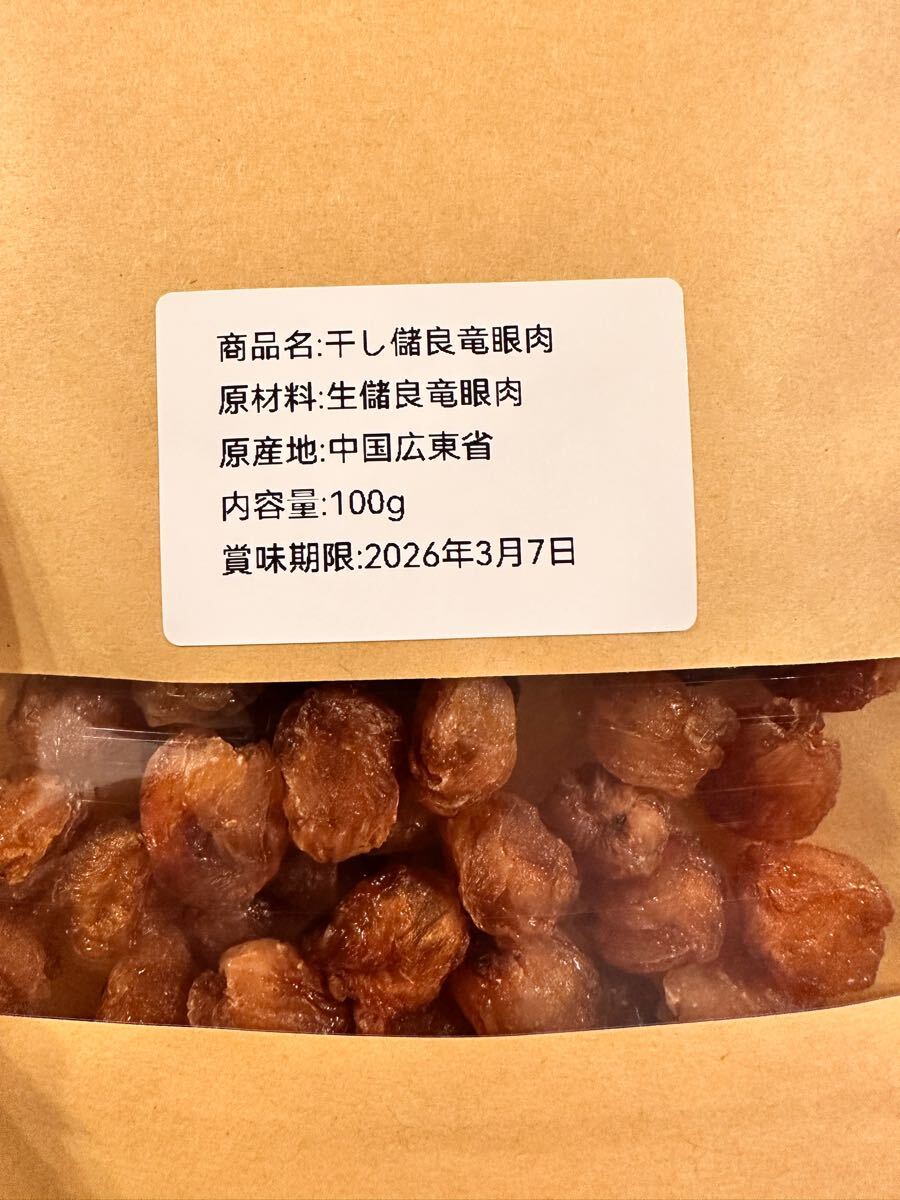 商品名:干し儲良竜眼肉
原材料:生儲良竜眼肉
原産地:中国広東省
内容量:100g
賞味期限:2026年3月7日